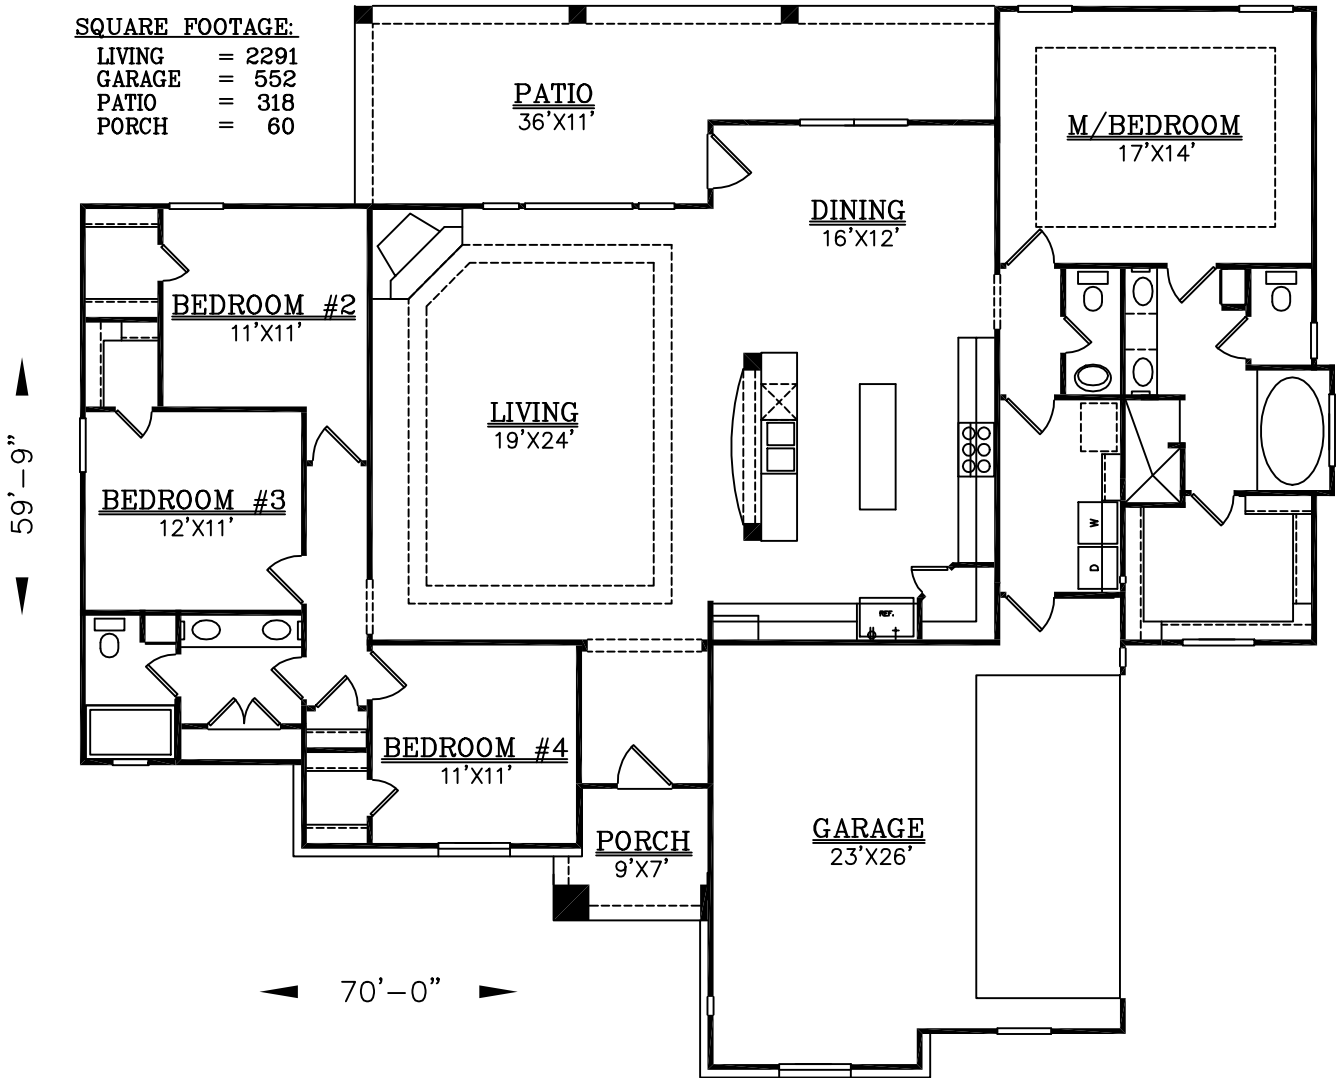 SQUARE FOOTAGE:
LIVING = 2291
GARAGE = 552
PATIO = 318
PORCH = 60
PATIO
36'X11'
M/BEDROOM
17'X14'
DINING
16'X12'
BEDROOM #2
11'X11'
LIVING
19'X24'
BEDROOM #3
12'X11'
59'-9"
W
D
REF.
BEDROOM #4
11'X11'
PORCH
9'X7'
GARAGE
23'X26'
70'-0"